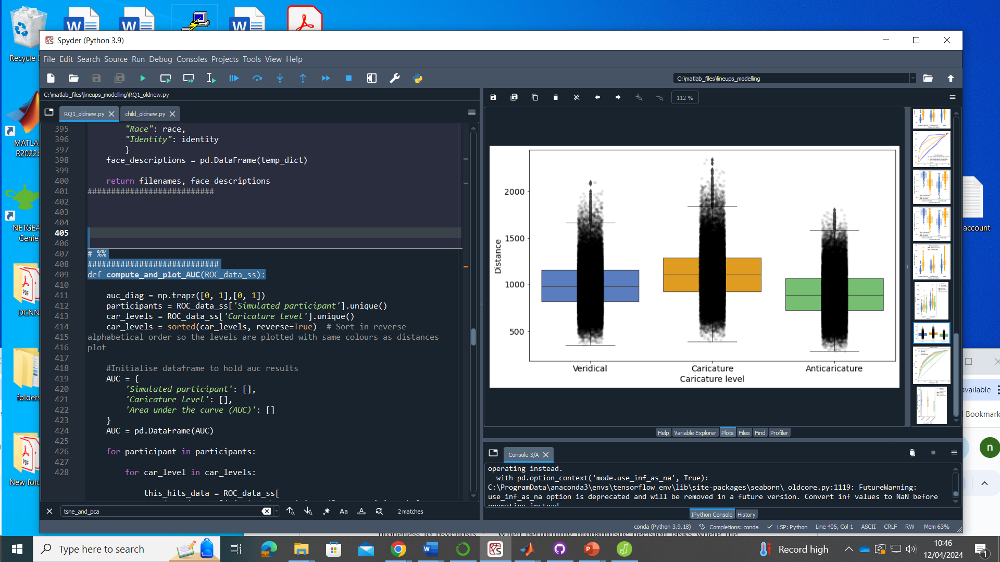 Recycle
MATLA
R2022b
NETGEA
Genie
PDF
DCNN
folders
New fold
Spyder (Python 3.9)
File Edit Search Source Run Debug Consoles Projects Tools View Help
C:\matlab_files\lineups_modelling
C:\matlab_files\lineups_modelling\RQ1_oldnew.py
RQ1_oldnew.py
child_oldnew.py
395 "Race": race,
396 "Identity": identity
397 }
398 face_descriptions = pd.DataFrame(temp_dict)
399
400 return filenames, face_descriptions
401 ###########################
402
403
404
405
406
407 # %%
408 ############################
409 def compute_and_plot_AUC(ROC_data_ss):
410
411 auc_diag = np.trapz([0, 1],[0, 1])
412 participants = ROC_data_ss['Simulated participant'].unique()
413 car_levels = ROC_data_ss['Caricature level'].unique()
414 car_levels = sorted(car_levels, reverse=True)  # Sort in reverse
415 alphabetical order so the levels are plotted with same colours as distances
416 plot
417
418 #Initialise dataframe to hold auc results
419 AUC = {
420 'Simulated participant': [],
421 'Caricature level': [],
422 'Area under the curve (AUC)': []
423 }
424 AUC = pd.DataFrame(AUC)
425
426 for participant in participants:
427
428 for car_level in car_levels:
this_hits_data = ROC_data_ss[
tsne_and_pca
Aa
2 matches
112 %
Distance
2000
1500
1000
500
Veridical Caricature Anticaricature
Caricature level
Help Variable Explorer Plots Files Find Profiler
Console 3/A
operating instead.
with pd.option_context('mode.use_inf_as_na', True):
C:\ProgramData\anaconda3\envs\tensorflow_env\lib\site-packages\seaborn\_oldcore.py:1119: FutureWarning:
use_inf_as_na option is deprecated and will be removed in a future version. Convert inf values to NaN before
operating instead.
IPython Console History
conda (Python 3.9.18) Completions: conda LSP: Python Line 405, Col 1 ASCII CRLF RW Mem 63%
account
available
Bookmark
n
proneness to psychosis
When performing probabilistic decision tasks where the
Type here to search
Record high
10:46
12/04/2024
1